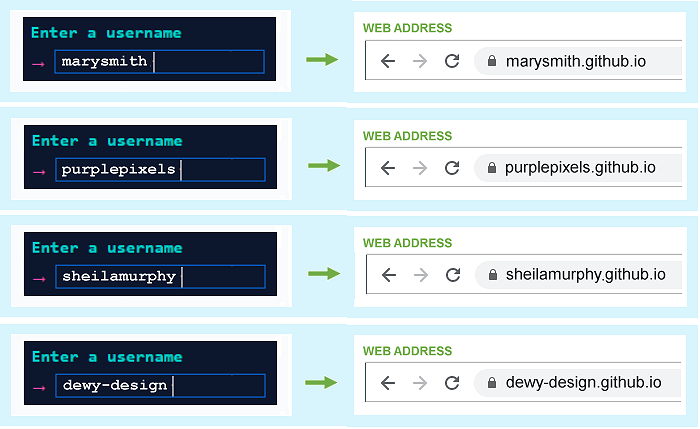 Enter a username
→ marysmith
WEB ADDRESS
marysmith.github.io
Enter a username
→ purplepixels
WEB ADDRESS
purplepixels.github.io
Enter a username
→ sheilamurphy
WEB ADDRESS
sheilamurphy.github.io
Enter a username
→ dewy-design
WEB ADDRESS
dewy-design.github.io